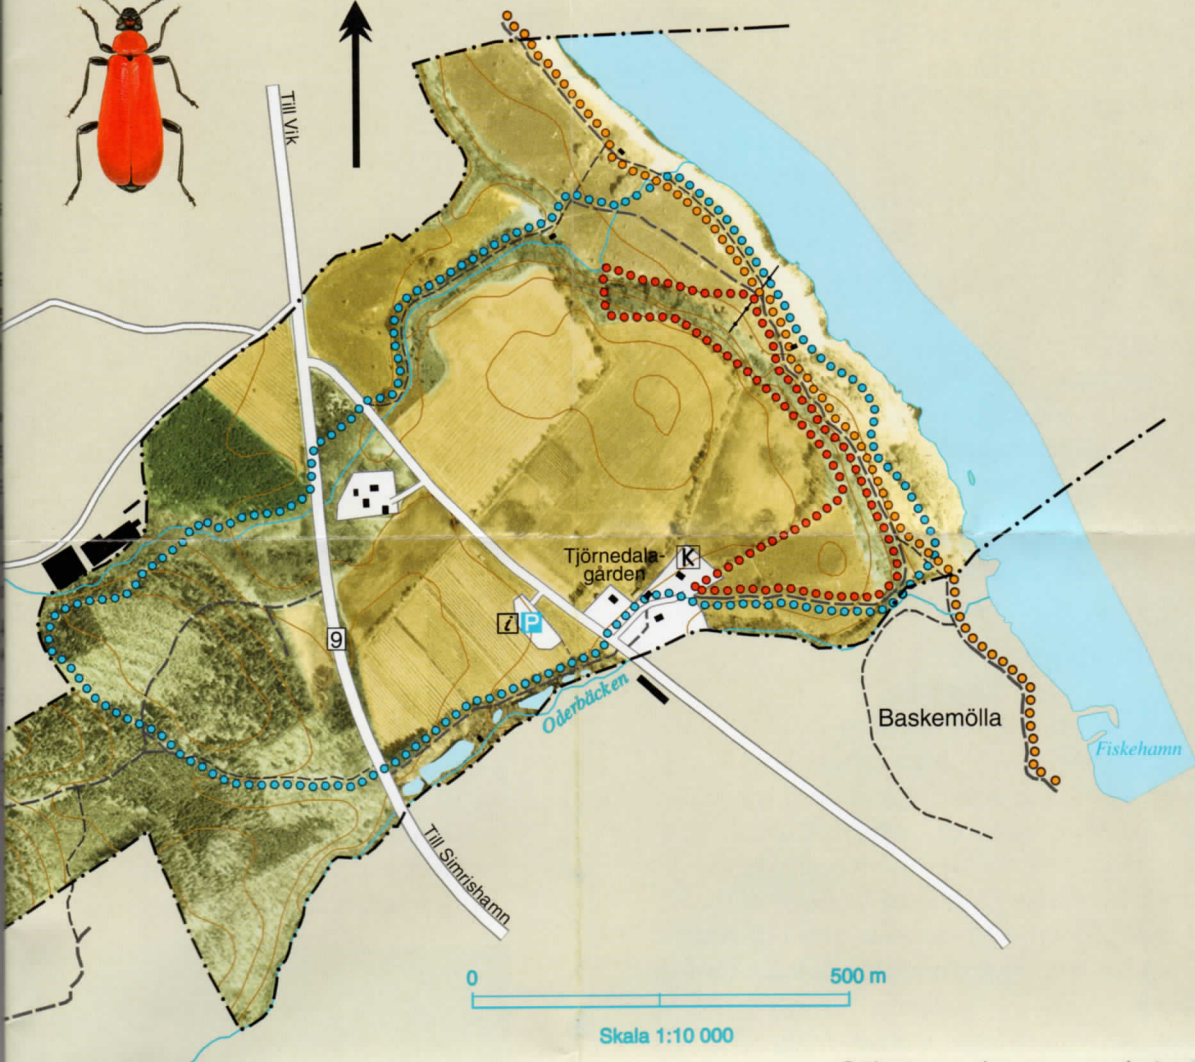 Till Vik
Tjörnedala-
gården
K
i
P
9
Oderbäcken
Baskemölla
Fiskehamn
Till Simrishamn
0
500 m
Skala 1:10 000